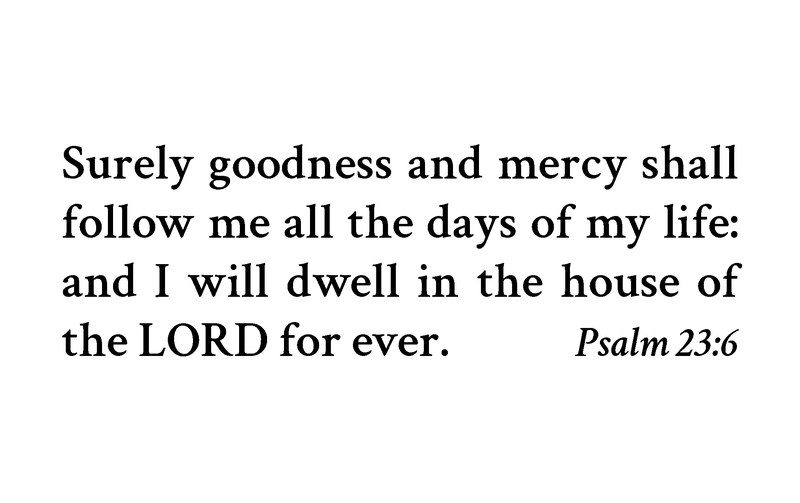 Surely goodness and mercy shall
follow me all the days of my life:
and I will dwell in the house of
the LORD for ever. Psalm 23:6